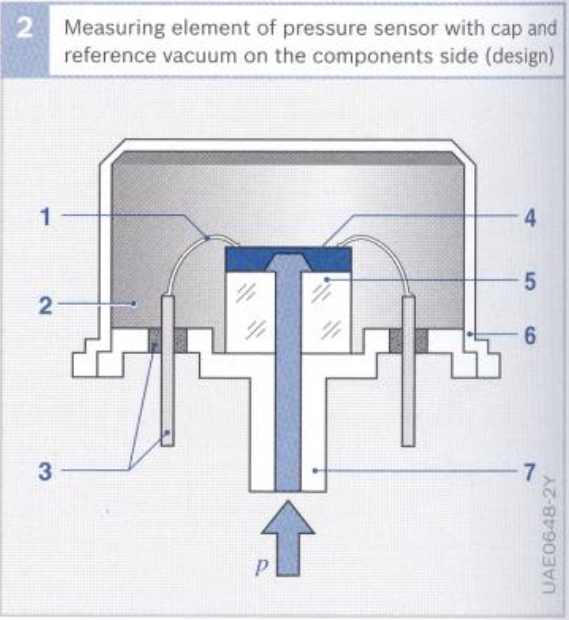 2
Measuring element of pressure sensor with cap and
reference vacuum on the components side (design)
1
4
5
2
6
3
7
p
UAE0648-2Y